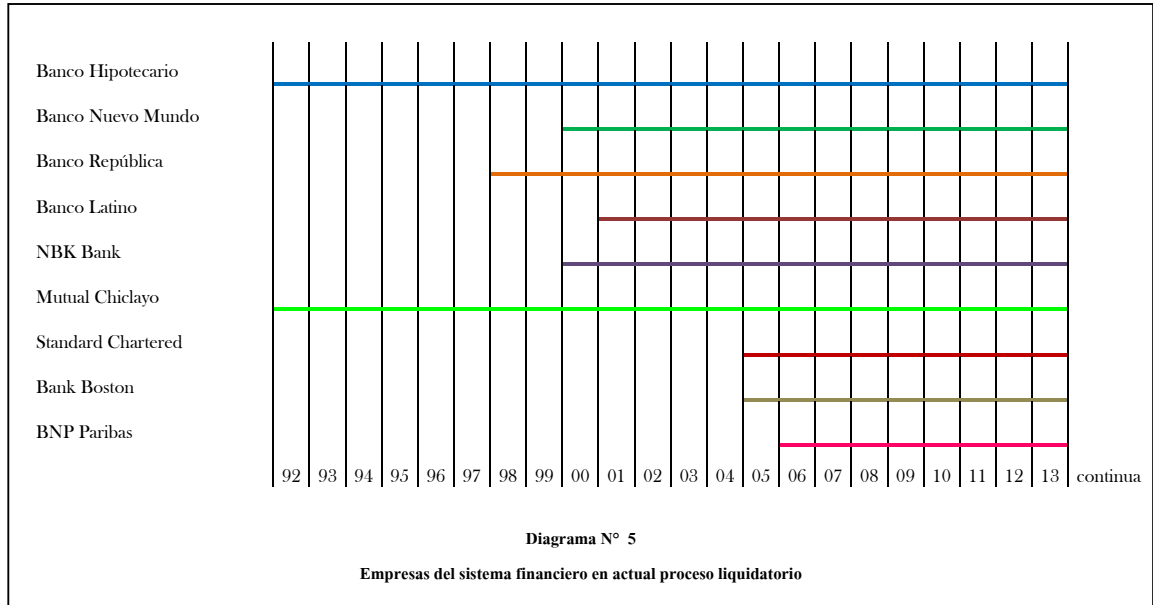 Banco Hipotecario
Banco Nuevo Mundo
Banco República
Banco Latino
NBK Bank
Mutual Chiclayo
Standard Chartered
Bank Boston
BNP Paribas
92 93 94 95 96 97 98 99 00 01 02 03 04 05 06 07 08 09 10 11 12 13 continua
Diagrama N° 5
Empresas del sistema financiero en actual proceso liquidatorio